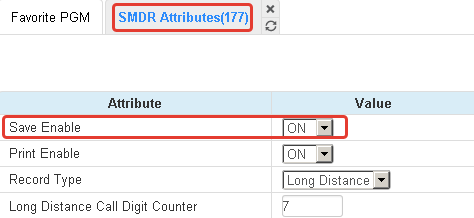 Favorite PGM SMDR Attributes(177)
Attribute Value
Save Enable ON
Print Enable ON
Record Type Long Distance
Long Distance Call Digit Counter 7